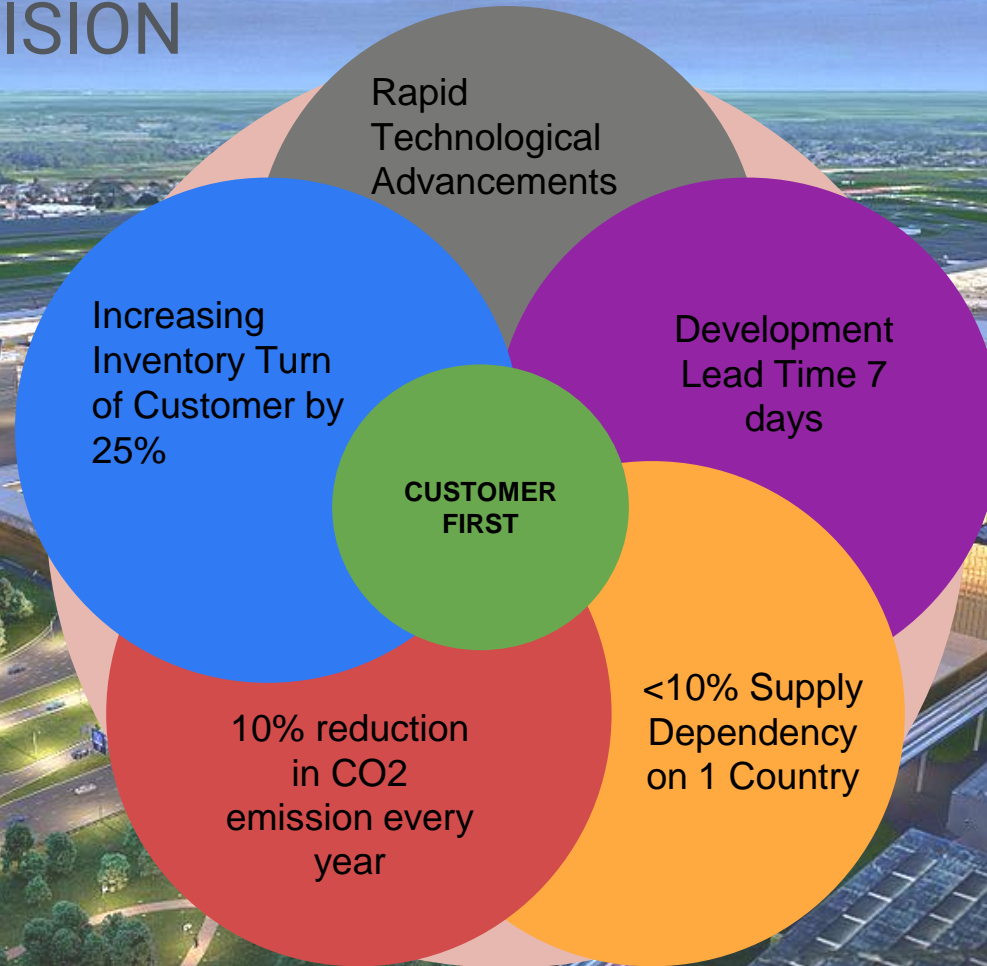 ISION
Rapid
Technological
Advancements
Increasing
Inventory Turn
of Customer by
25%
Development
Lead Time 7
days
CUSTOMER
FIRST
<10% Supply
Dependency
on 1 Country
10% reduction
in CO2
emission every
year